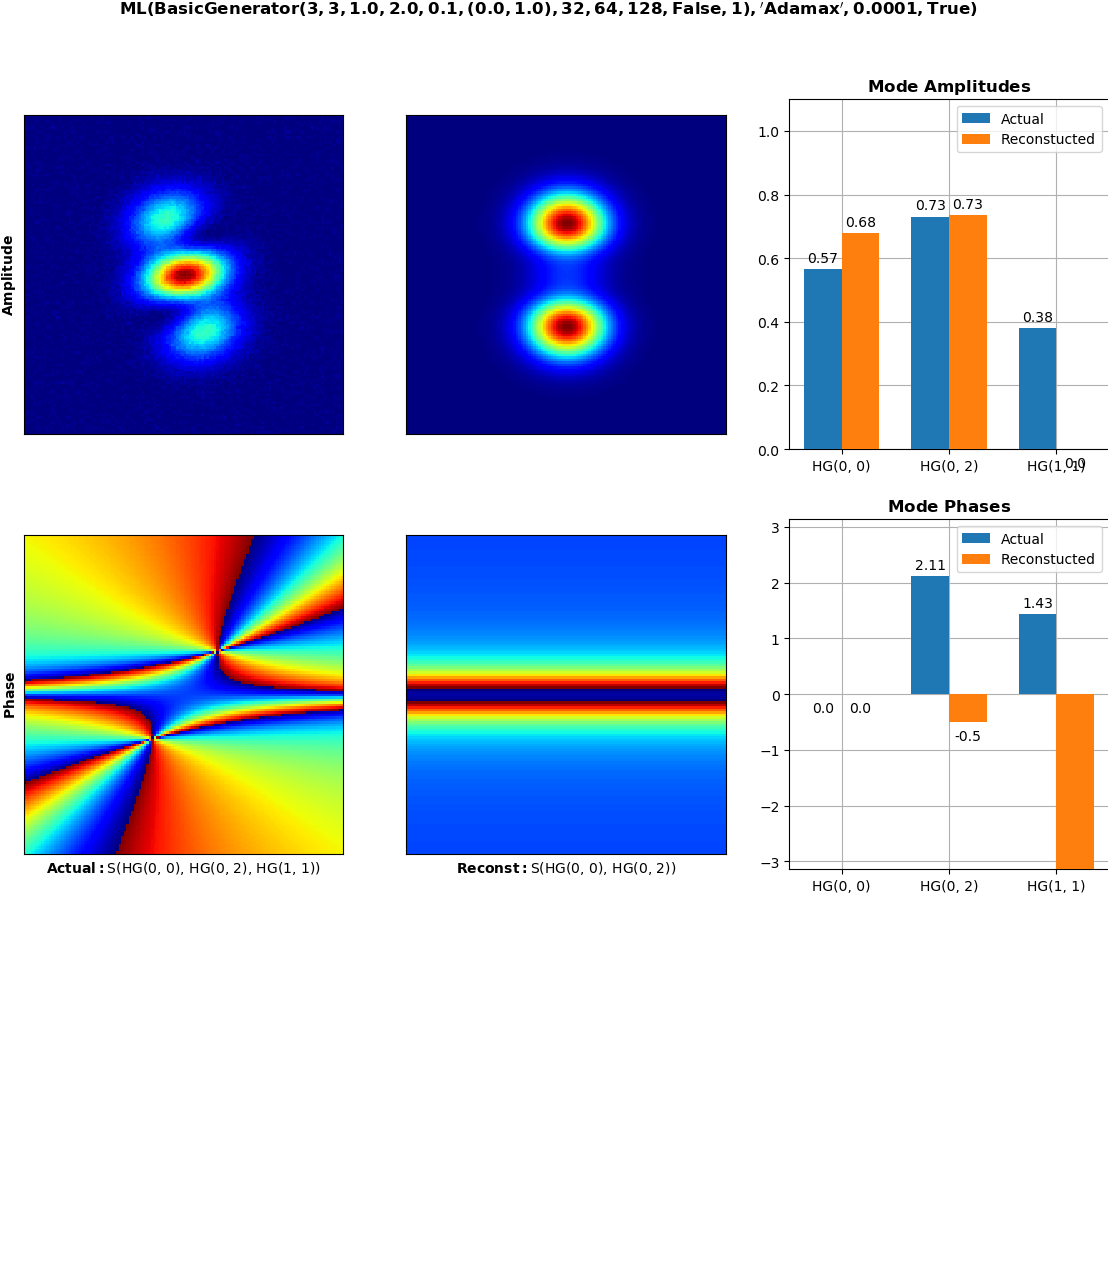 ML(BasicGenerator(3, 3, 1.0, 2.0, 0.1, (0.0, 1.0), 32, 64, 128, False, 1), ′Adamax′, 0.0001, True)
Amplitude
Mode Amplitudes
Actual
Reconstucted
1.0
0.8
0.6
0.4
0.2
0.0
0.57
0.68
0.73
0.73
0.38
0.0
HG(0, 0)
HG(0, 2)
HG(1, 1)
Phase
Actual: S(HG(0, 0), HG(0, 2), HG(1, 1))
Reconst: S(HG(0, 0), HG(0, 2))
Mode Phases
Actual
Reconstucted
3
2
1
0
−1
−2
−3
0.0
0.0
2.11
-0.5
1.43
HG(0, 0)
HG(0, 2)
HG(1, 1)